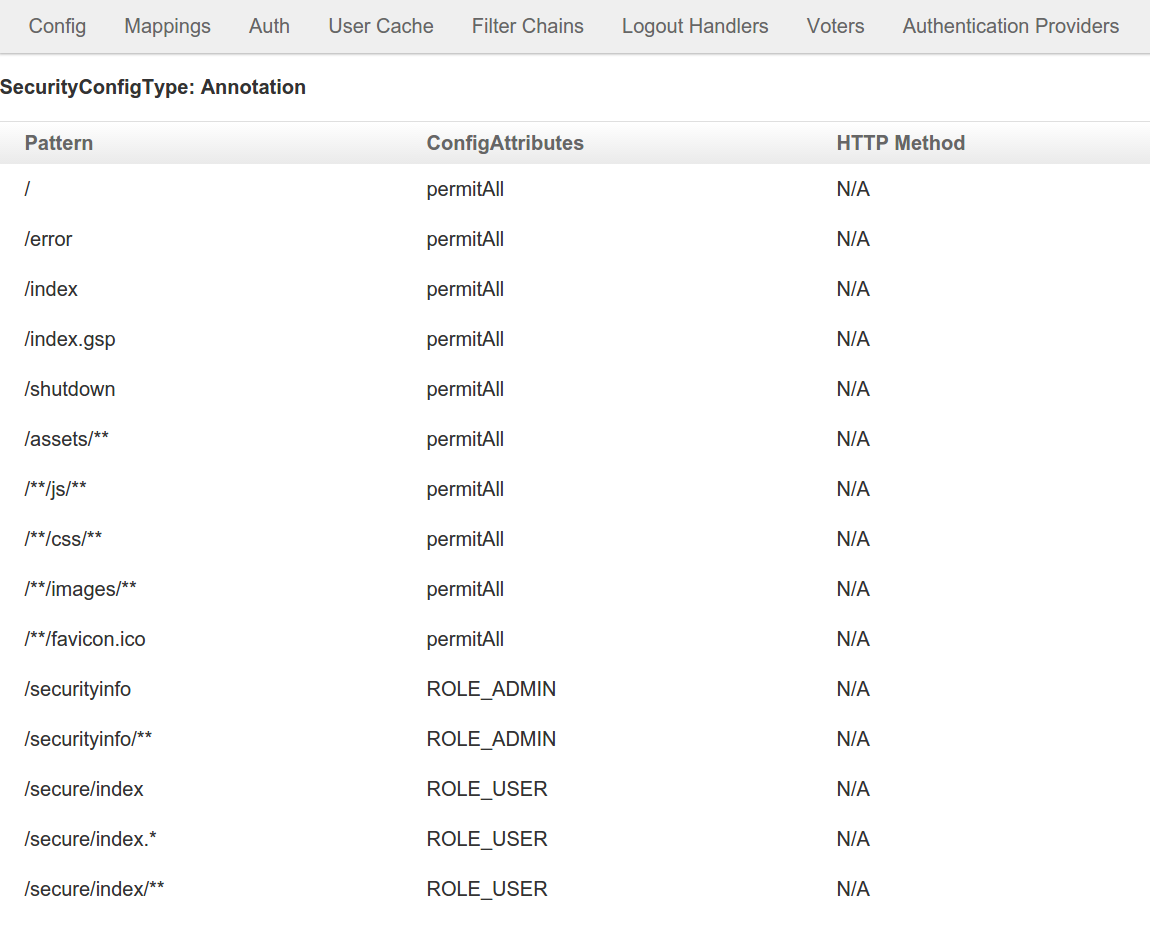 Config Mappings Auth User Cache Filter Chains Logout Handlers Voters Authentication Providers
SecurityConfigType: Annotation
Pattern ConfigAttributes HTTP Method
/ permitAll N/A
/error permitAll N/A
/index permitAll N/A
/index.gsp permitAll N/A
/shutdown permitAll N/A
/assets/** permitAll N/A
/**/js/** permitAll N/A
/**/css/** permitAll N/A
/**/images/** permitAll N/A
/**/favicon.ico permitAll N/A
/securityinfo ROLE_ADMIN N/A
/securityinfo/** ROLE_ADMIN N/A
/secure/index ROLE_USER N/A
/secure/index.* ROLE_USER N/A
/secure/index/** ROLE_USER N/A